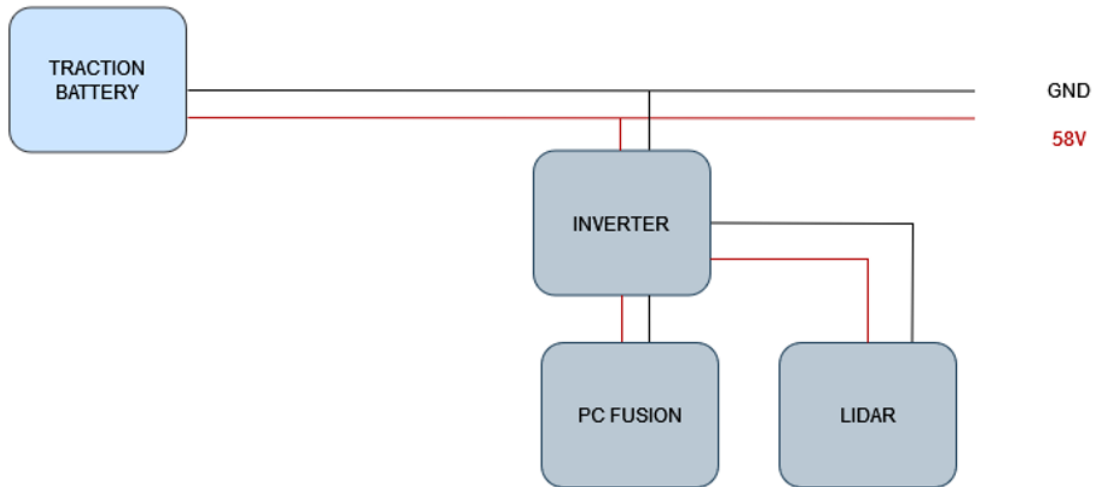 TRACTION
BATTERY
GND
58V
INVERTER
PC FUSION
LIDAR